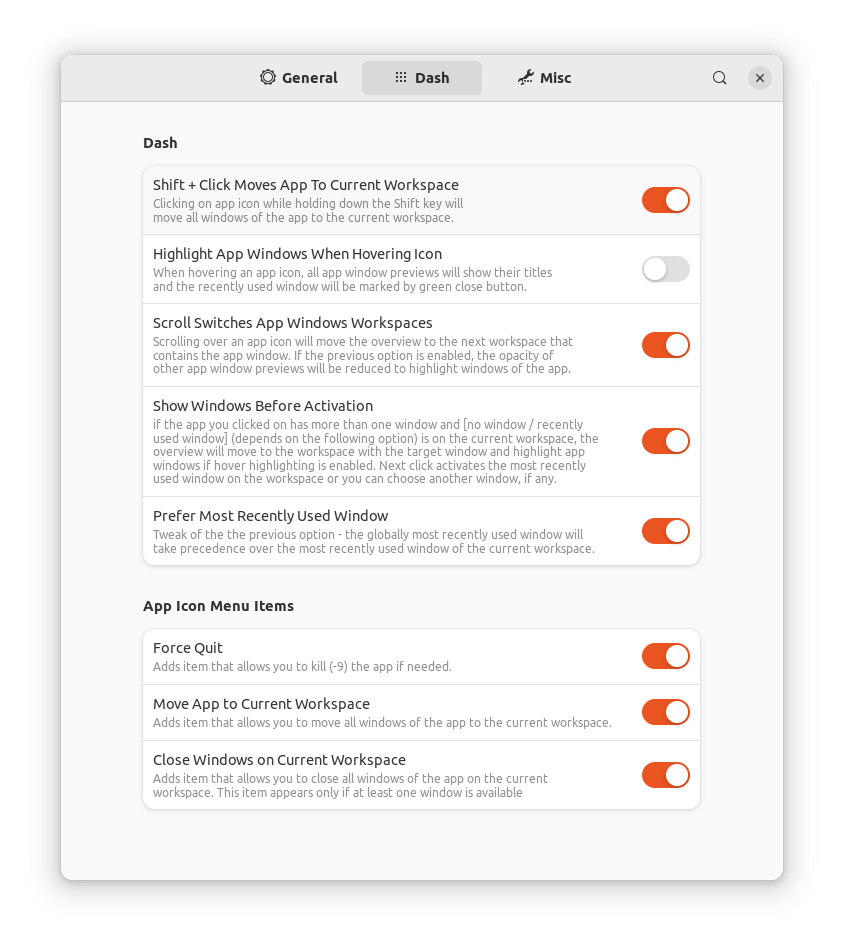 General
Dash
Misc
Dash
Shift + Click Moves App To Current Workspace
Clicking on app icon while holding down the Shift key will
move all windows of the app to the current workspace.
Highlight App Windows When Hovering Icon
When hovering an app icon, all app window previews will show their titles
and the recently used window will be marked by green close button.
Scroll Switches App Windows Workspaces
Scrolling over an app icon will move the overview to the next workspace that
contains the app window. If the previous option is enabled, the opacity of
other app window previews will be reduced to highlight windows of the app.
Show Windows Before Activation
if the app you clicked on has more than one window and [no window / recently
used window] (depends on the following option) is on the current workspace, the
overview will move to the workspace with the target window and highlight app
windows if hover highlighting is enabled. Next click activates the most recently
used window on the workspace or you can choose another window, if any.
Prefer Most Recently Used Window
Tweak of the the previous option - the globally most recently used window will
take precedence over the most recently used window of the current workspace.
App Icon Menu Items
Force Quit
Adds item that allows you to kill (-9) the app if needed.
Move App to Current Workspace
Adds item that allows you to move all windows of the app to the current workspace.
Close Windows on Current Workspace
Adds item that allows you to close all windows of the app on the current
workspace. This item appears only if at least one window is available